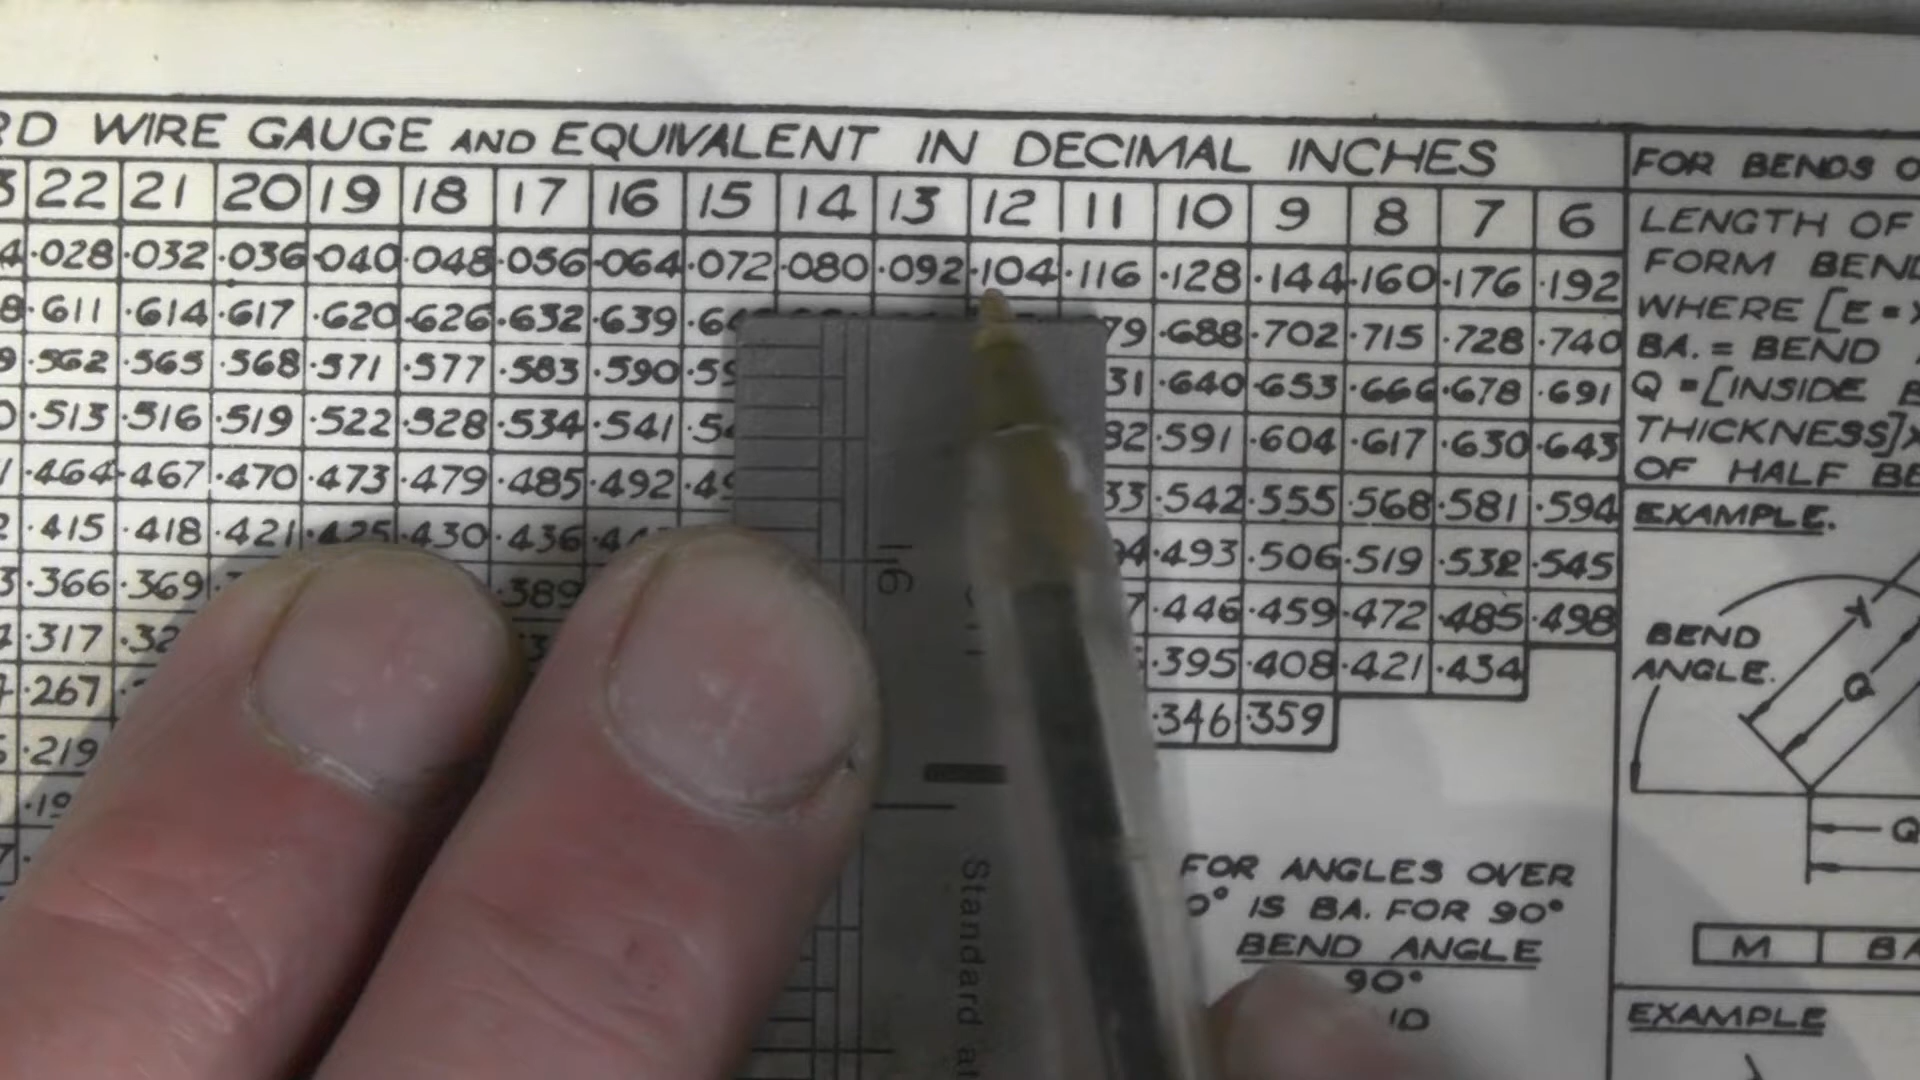 WIRE GAUGE AND EQUIVALENT IN DECIMAL INCHES
22 21 20 19 18 17 16 15 14 13 12 11 10 9 8 7 6
.028 .032 .036 .040 .048 .056 .064 .072 .080 .092 .104 .116 .128 .144 .160 .176 .192
.611 .614 .617 .620 .626 .632 .639 .688 .702 .715 .728 .740
.562 .565 .568 .571 .577 .583 .590 .640 .653 .666 .678 .691
.513 .516 .519 .522 .528 .534 .541 .591 .604 .617 .630 .643
.464 .467 .470 .473 .479 .485 .492 .542 .555 .568 .581 .594
.415 .418 .421 .425 .430 .436 .493 .506 .519 .532 .545
.366 .369 .389 .446 .459 .472 .485 .498
.317 .395 .408 .421 .434
.267 .346 .359
.219
16
Standard
FOR ANGLES OVER
IS BA. FOR 90°
BEND ANGLE
90°
FOR BENDS
LENGTH OF
FORM
WHERE [E =
BA. = BEND
Q = [INSIDE
THICKNESS] X
OF HALF
EXAMPLE.
BEND
ANGLE.
Q
Q
M
EXAMPLE